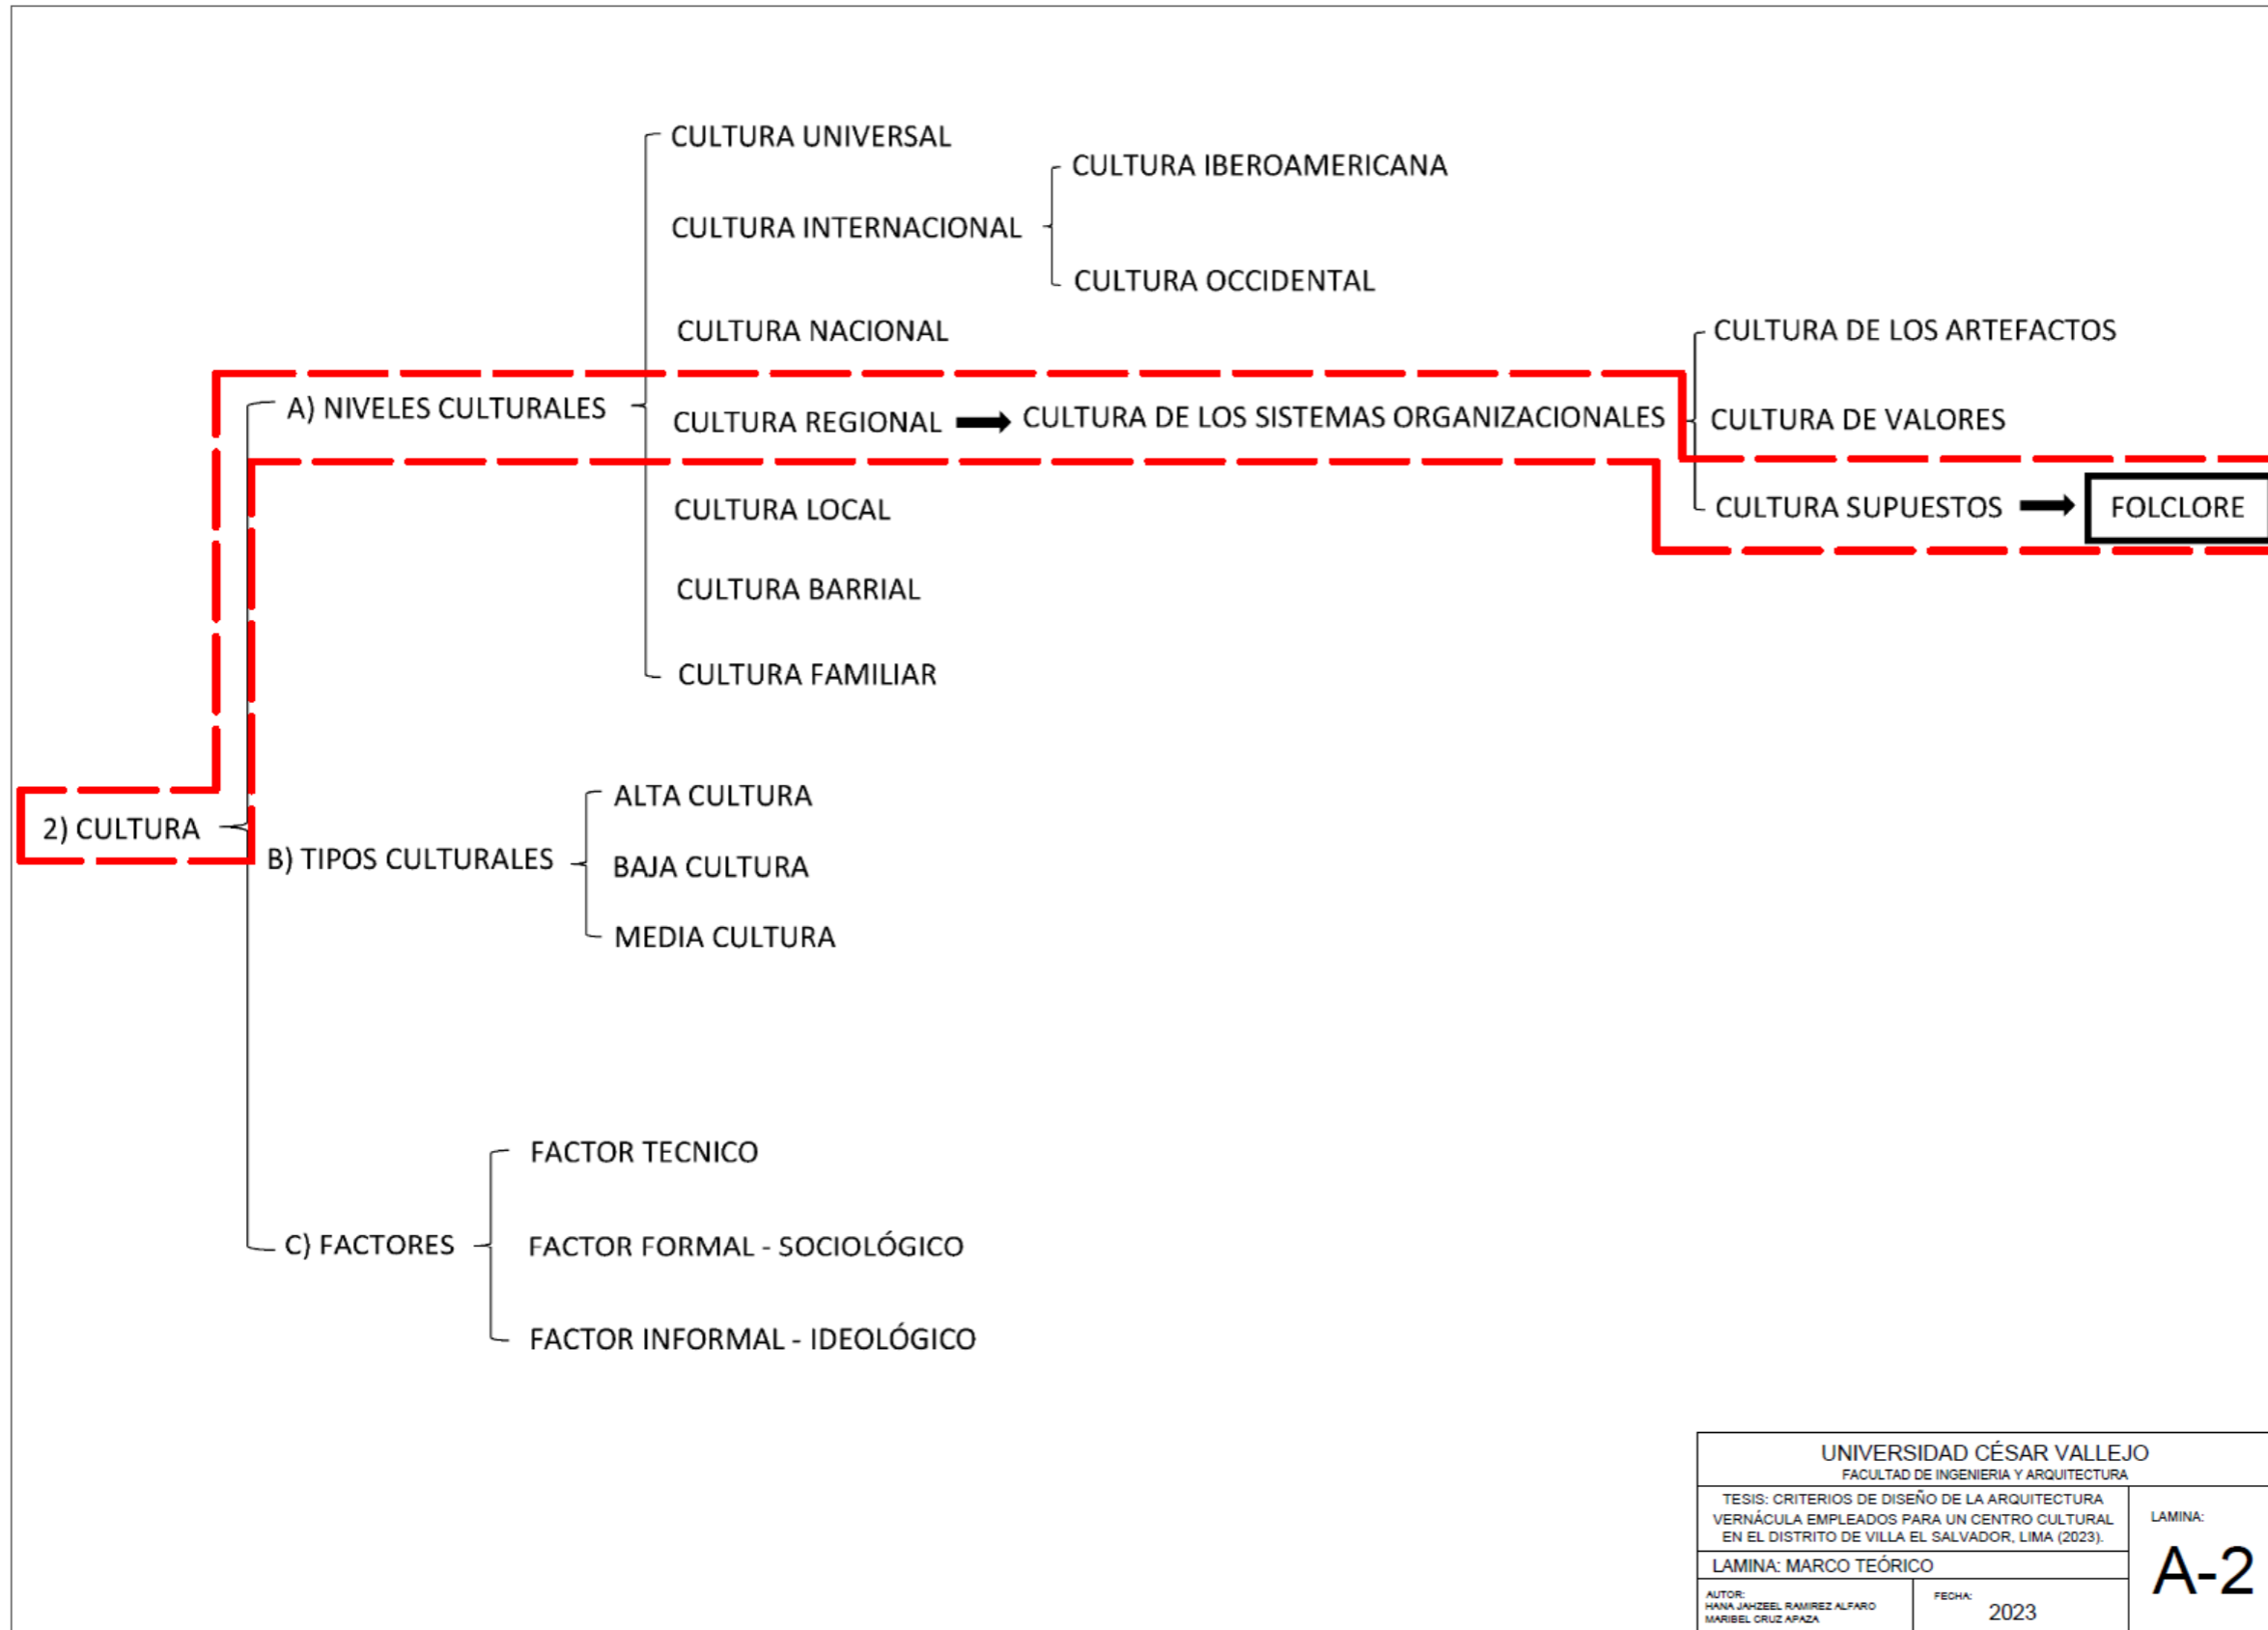 CULTURA UNIVERSAL
CULTURA IBEROAMERICANA
CULTURA INTERNACIONAL
CULTURA OCCIDENTAL
CULTURA NACIONAL
CULTURA DE LOS ARTEFACTOS
A) NIVELES CULTURALES
CULTURA REGIONAL
CULTURA DE LOS SISTEMAS ORGANIZACIONALES
CULTURA DE VALORES
CULTURA LOCAL
CULTURA SUPUESTOS
FOLCLORE
CULTURA BARRIAL
CULTURA FAMILIAR
ALTA CULTURA
2) CULTURA
B) TIPOS CULTURALES
BAJA CULTURA
MEDIA CULTURA
FACTOR TECNICO
C) FACTORES
FACTOR FORMAL - SOCIOLÓGICO
FACTOR INFORMAL - IDEOLÓGICO
UNIVERSIDAD CÉSAR VALLEJO
FACULTAD DE INGENIERIA Y ARQUITECTURA
TESIS: CRITERIOS DE DISEÑO DE LA ARQUITECTURA
VERNÁCULA EMPLEADOS PARA UN CENTRO CULTURAL
EN EL DISTRITO DE VILLA EL SALVADOR, LIMA (2023).
LAMINA:
A-2
LAMINA: MARCO TEÓRICO
AUTOR:
HANA JAHZEEL RAMIREZ ALFARO
MARIBEL CRUZ APAZA
FECHA:
2023